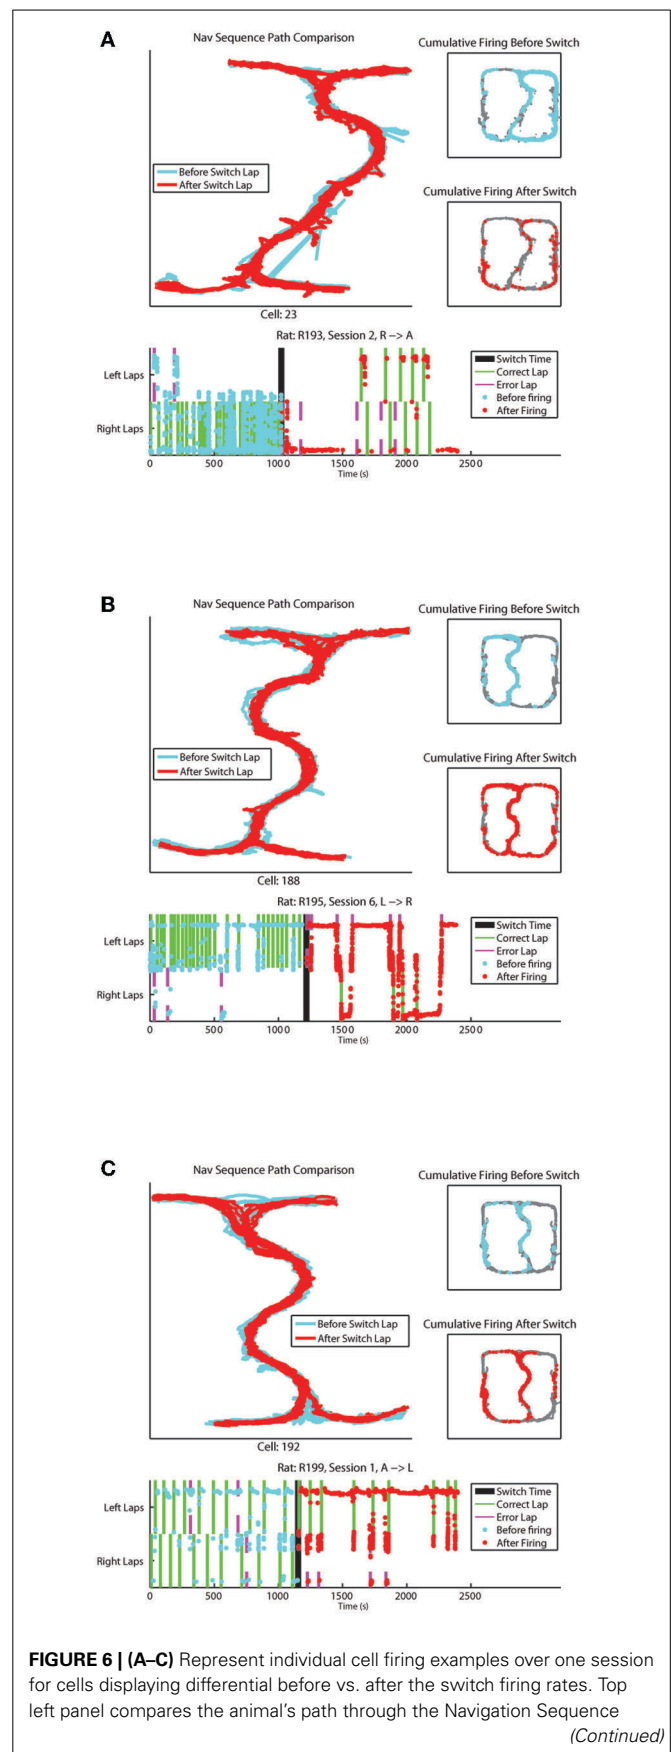 A
Nav Sequence Path Comparison
Cumulative Firing Before Switch
Before Switch Lap
After Switch Lap
Cumulative Firing After Switch
Cell: 23
Rat: R193, Session 2, R −> A
Left Laps
Right Laps
Switch Time
Correct Lap
Error Lap
Before firing
After Firing
0 500 1000 1500 2000 2500
Time (s)
B
Nav Sequence Path Comparison
Cumulative Firing Before Switch
Before Switch Lap
After Switch Lap
Cumulative Firing After Switch
Cell: 188
Rat: R195, Session 6, L −> R
Left Laps
Right Laps
Switch Time
Correct Lap
Error Lap
Before firing
After Firing
0 500 1000 1500 2000 2500
Time (s)
C
Nav Sequence Path Comparison
Cumulative Firing Before Switch
Before Switch Lap
After Switch Lap
Cumulative Firing After Switch
Cell: 192
Rat: R199, Session 1, A −> L
Left Laps
Right Laps
Switch Time
Correct Lap
Error Lap
Before firing
After Firing
0 500 1000 1500 2000 2500
Time (s)
FIGURE 6 | (A–C) Represent individual cell firing examples over one session
for cells displaying differential before vs. after the switch firing rates. Top
left panel compares the animal's path through the Navigation Sequence
(Continued)